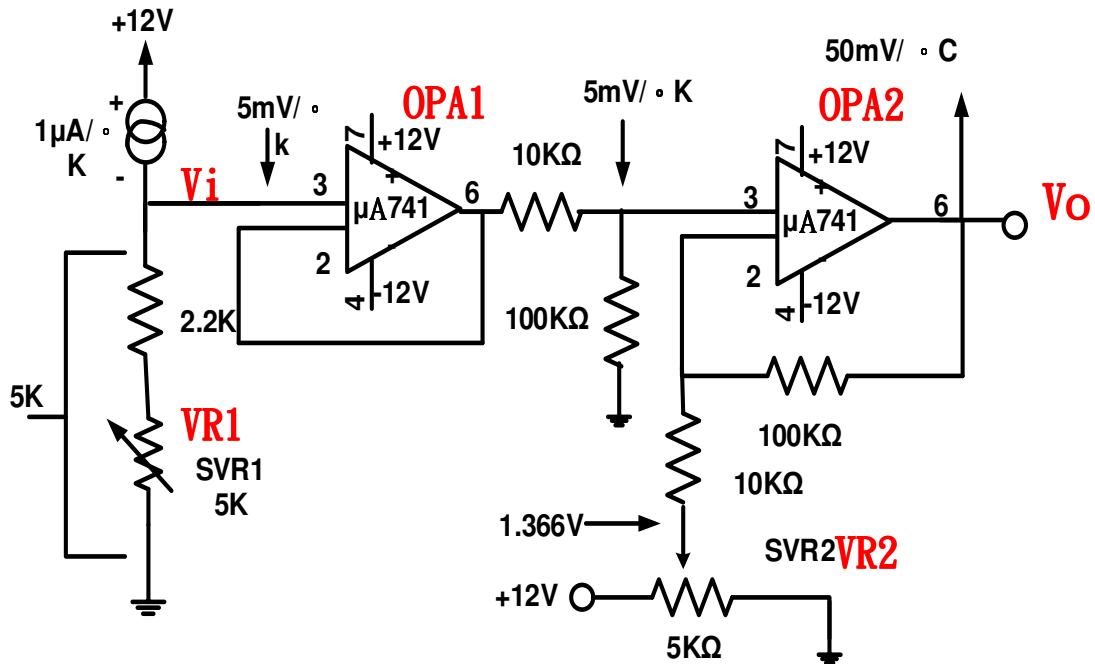 +12V
+
1µA/°
K
-
Vi
5mV/°
k
OPA1
7
+12V
+
3
µA741
6
2
-
4
-12V
2.2K
5K
VR1
SVR1
5K
10KΩ
5mV/°K
100KΩ
OPA2
50mV/°C
7
+12V
+
3
µA741
6
Vo
2
-
4
-12V
100KΩ
10KΩ
1.366V
SVR2 VR2
+12V
5KΩ